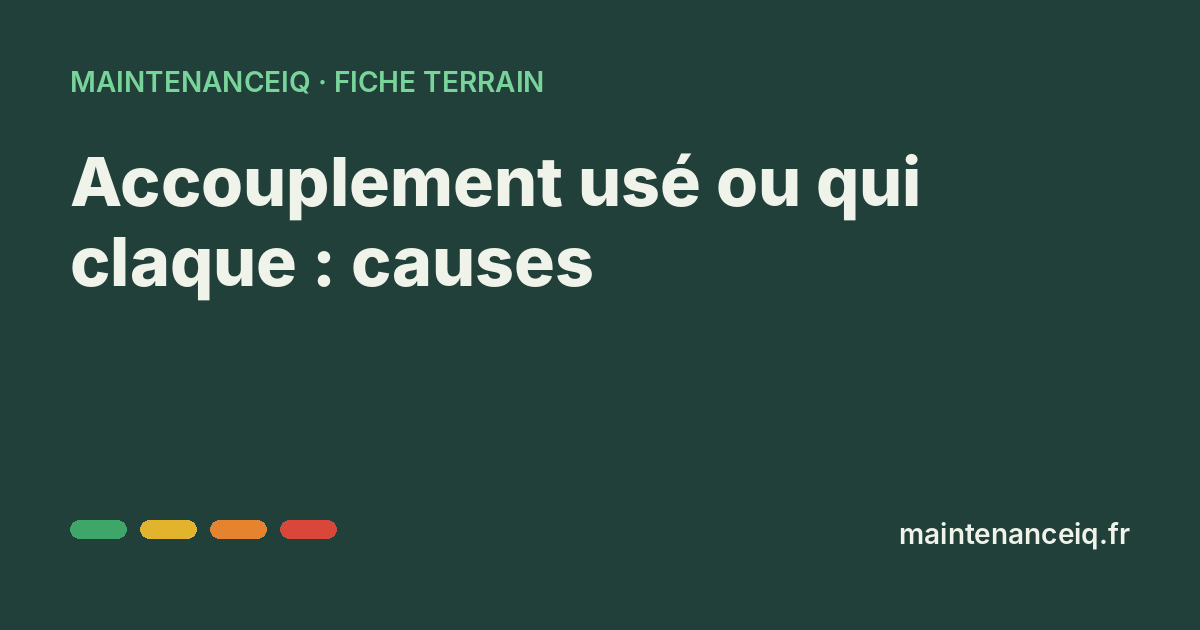 MAINTENANCEIQ · FICHE TERRAIN
Accouplement usé ou qui
claque : causes
maintenanceiq.fr